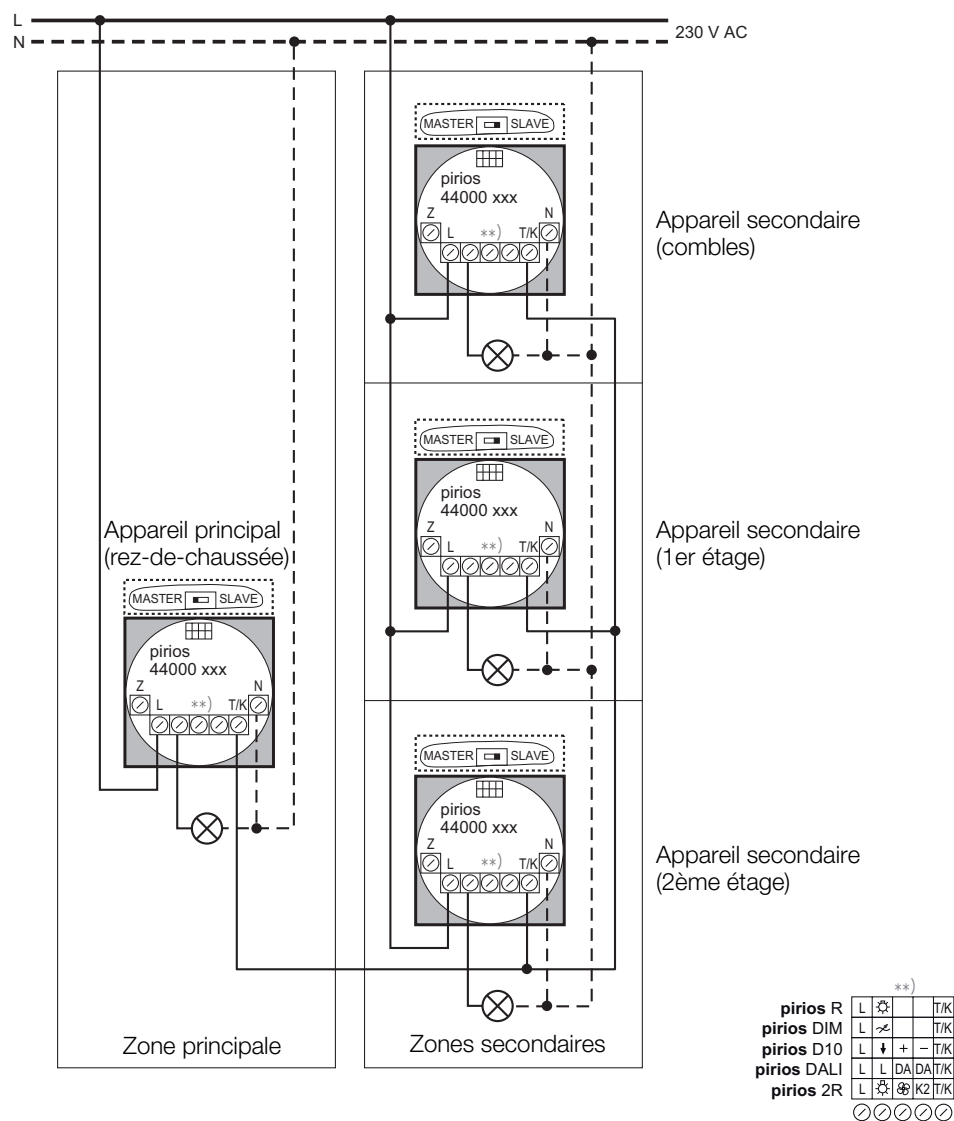 L
N
230 V AC
MASTER SLAVE
pirios
44000 xxx
Z N
L **) T/K
Appareil secondaire
(combles)
MASTER SLAVE
pirios
44000 xxx
Z N
L **) T/K
Appareil secondaire
(1er étage)
Appareil principal
(rez-de-chaussée)
MASTER SLAVE
pirios
44000 xxx
Z N
L **) T/K
MASTER SLAVE
pirios
44000 xxx
Z N
L **) T/K
Appareil secondaire
(2ème étage)
Zone principale
Zones secondaires
**)
pirios R L T/K
pirios DIM L T/K
pirios D10 L + - T/K
pirios DALI L L DA DA T/K
pirios 2R L K2 T/K